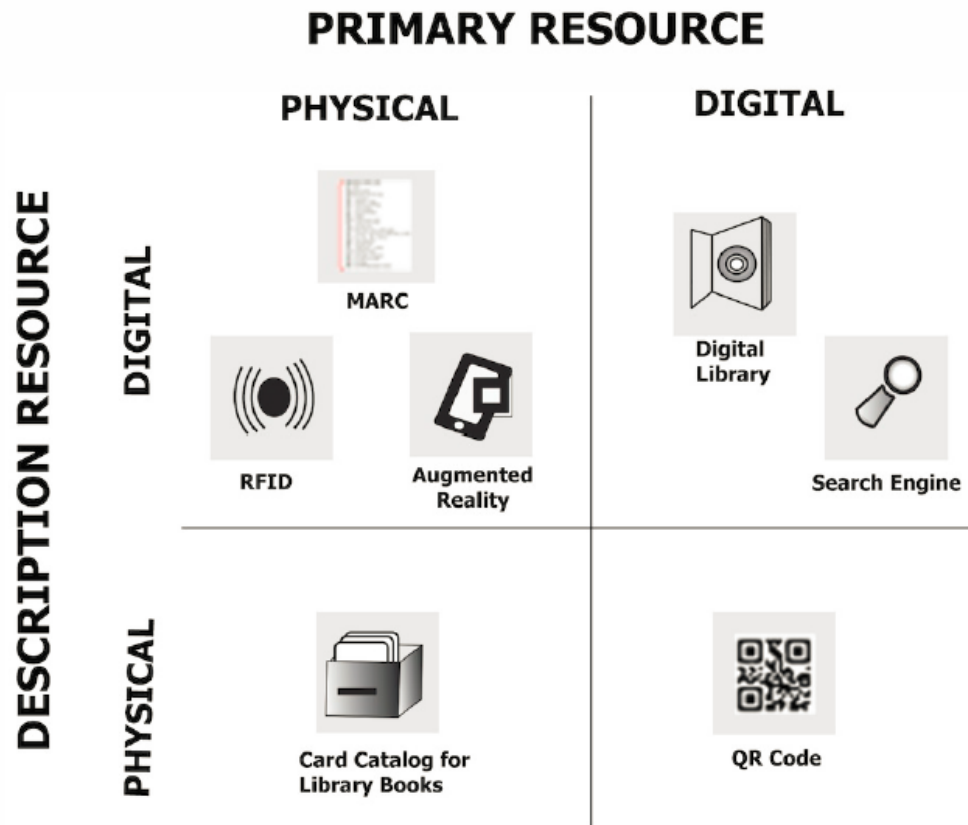 PRIMARY RESOURCE
PHYSICAL
DIGITAL
DESCRIPTION RESOURCE
DIGITAL
MARC
RFID
Augmented
Reality
Digital
Library
Search Engine
PHYSICAL
Card Catalog for
Library Books
QR Code